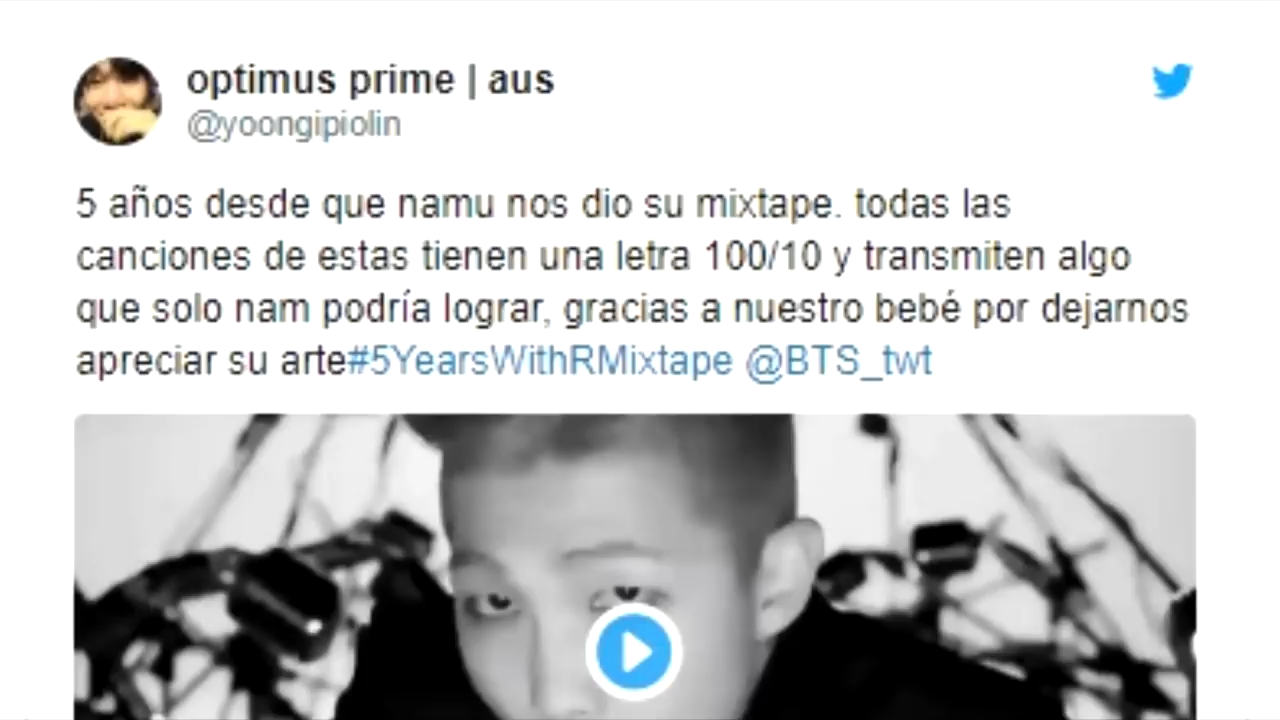 optimus prime | aus
@yoongipiolin
5 años desde que namu nos dio su mixtape. todas las
canciones de estas tienen una letra 100/10 y transmiten algo
que solo nam podría lograr, gracias a nuestro bebé por dejarnos
apreciar su arte#5YearsWithRMixtape @BTS_twt